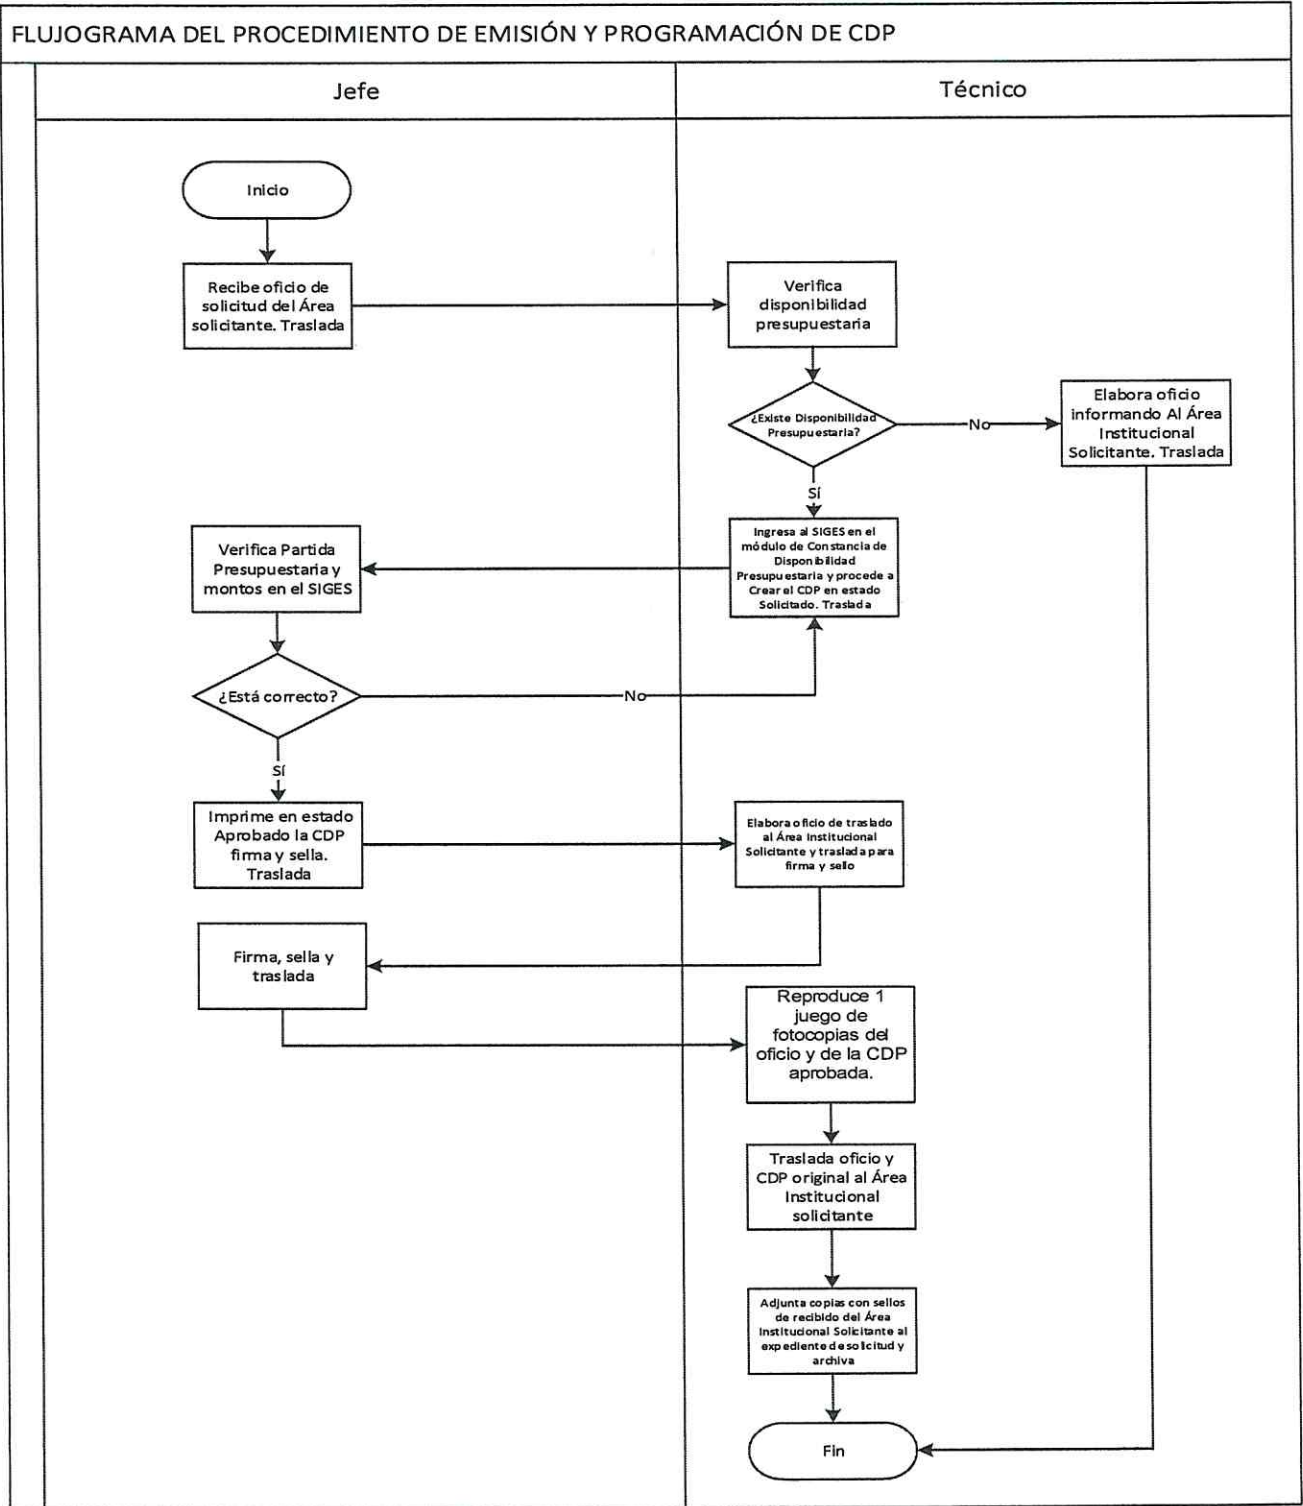 FLUJOGRAMA DEL PROCEDIMIENTO DE EMISIÓN Y PROGRAMACIÓN DE CDP
Jefe
Técnico
Inicio
Recibe oficio de
solicitud del Área
solicitante. Traslada
Verifica
disponibilidad
presupuestaria
¿Existe Disponibilidad
Presupuestaria?
No
Elabora oficio
informando Al Área
Institucional
Solicitante. Traslada
Sí
Ingresa al SIGES en el
módulo de Constancia de
Disponibilidad
Presupuestaria y procede a
Crear el CDP en estado
Solicitado. Traslada
Verifica Partida
Presupuestaria y
montos en el SIGES
¿Está correcto?
No
Sí
Imprime en estado
Aprobado la CDP
firma y sella.
Traslada
Elabora oficio de traslado
al Área Institucional
Solicitante y traslada para
firma y sello
Firma, sella y
traslada
Reproduce 1
juego de
fotocopias del
oficio y de la CDP
aprobada.
Traslada oficio y
CDP original al Área
Institucional
solicitante
Adjunta copias con sellos
de recibido del Área
Institucional Solicitante al
expediente de solicitud y
archiva
Fin